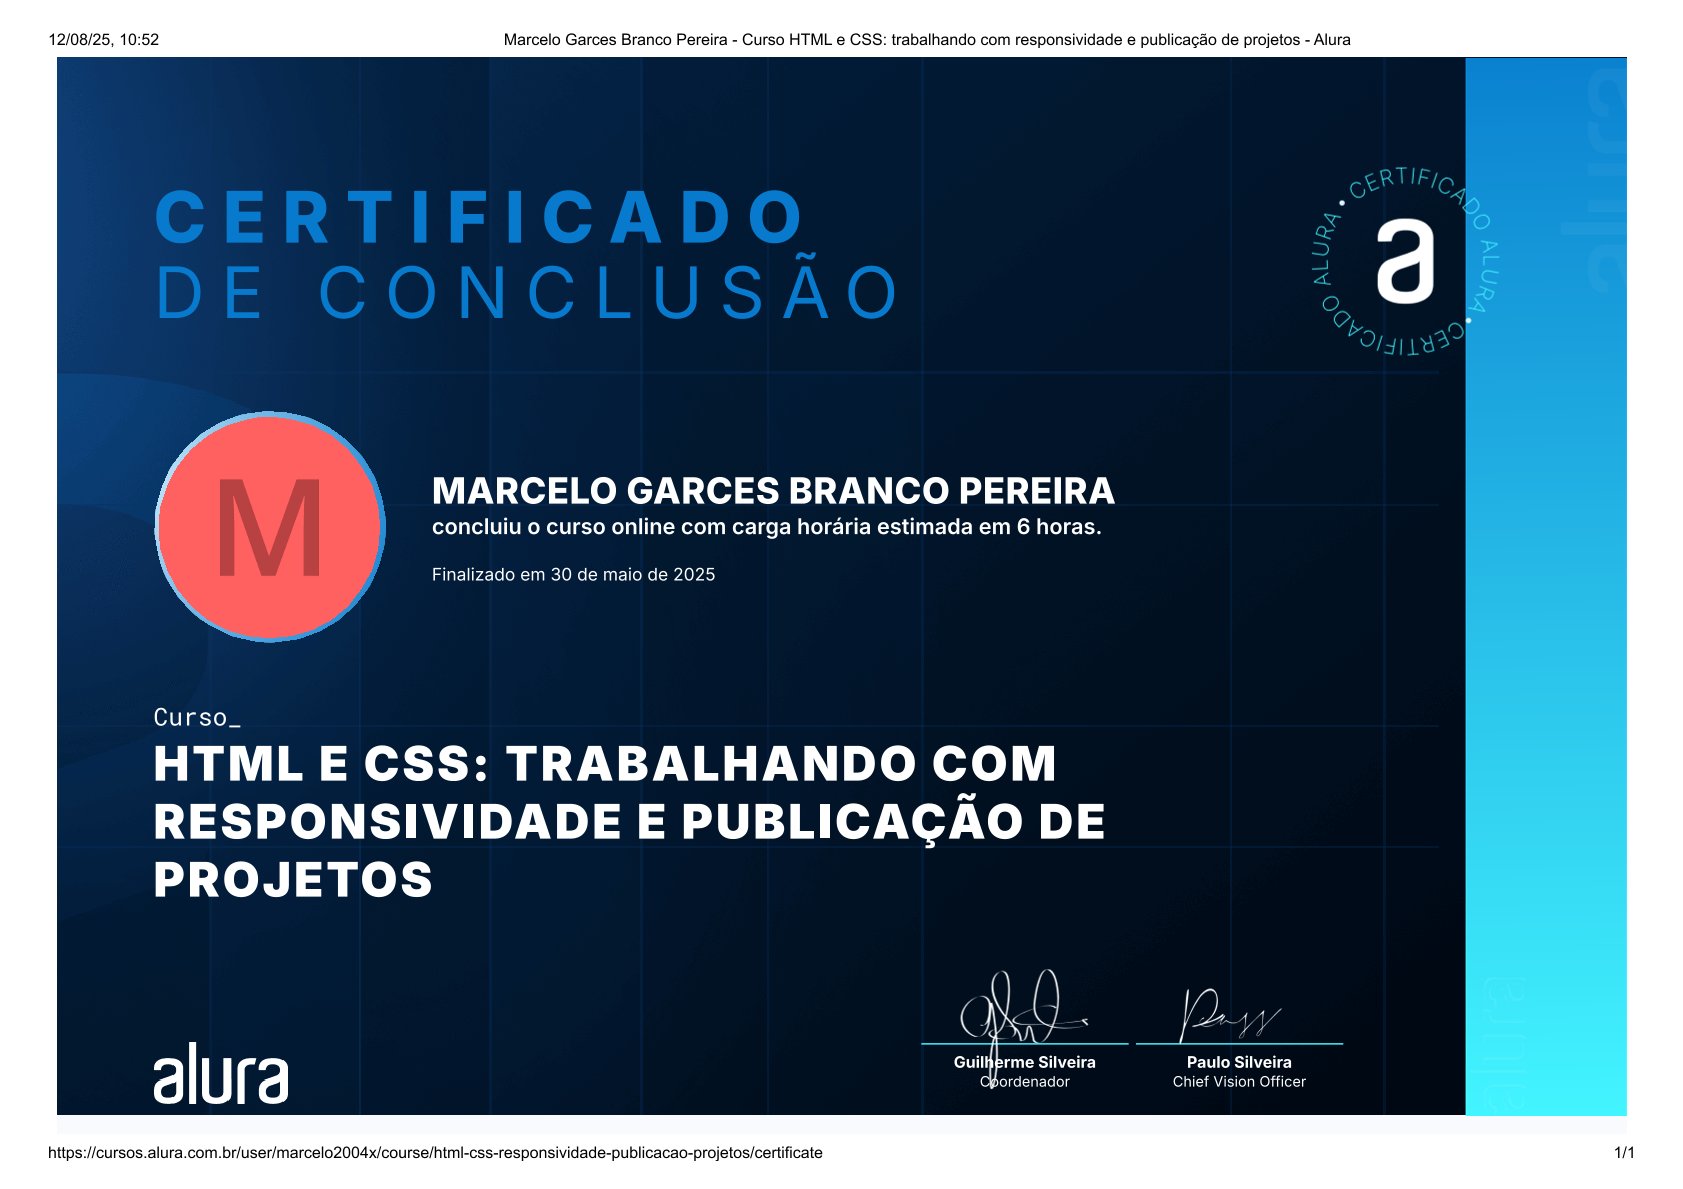 12/08/25, 10:52
Marcelo Garces Branco Pereira - Curso HTML e CSS: trabalhando com responsividade e publicação de projetos - Alura
CERTIFICADO
DE CONCLUSÃO
CERTIFICADO ALURA • CERTIFICADO ALURA •
a
alura
M
MARCELO GARCES BRANCO PEREIRA
concluiu o curso online com carga horária estimada em 6 horas.
Finalizado em 30 de maio de 2025
Curso_
HTML E CSS: TRABALHANDO COM
RESPONSIVIDADE E PUBLICAÇÃO DE
PROJETOS
alura
Guilherme Silveira
Coordenador
Paulo Silveira
Chief Vision Officer
alura
https://cursos.alura.com.br/user/marcelo2004x/course/html-css-responsividade-publicacao-projetos/certificate
1/1